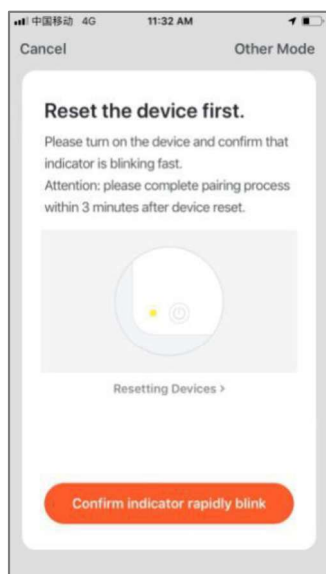 中国移动 4G 11:32 AM
Cancel Other Mode
Reset the device first.
Please turn on the device and confirm that
indicator is blinking fast.
Attention: please complete pairing process
within 3 minutes after device reset.
Resetting Devices >
Confirm indicator rapidly blink